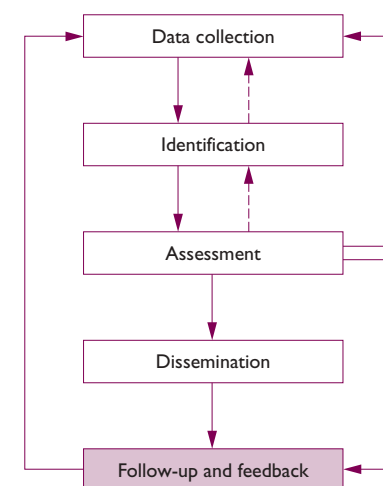 Data collection
Identification
Assessment
Dissemination
Follow-up and feedback